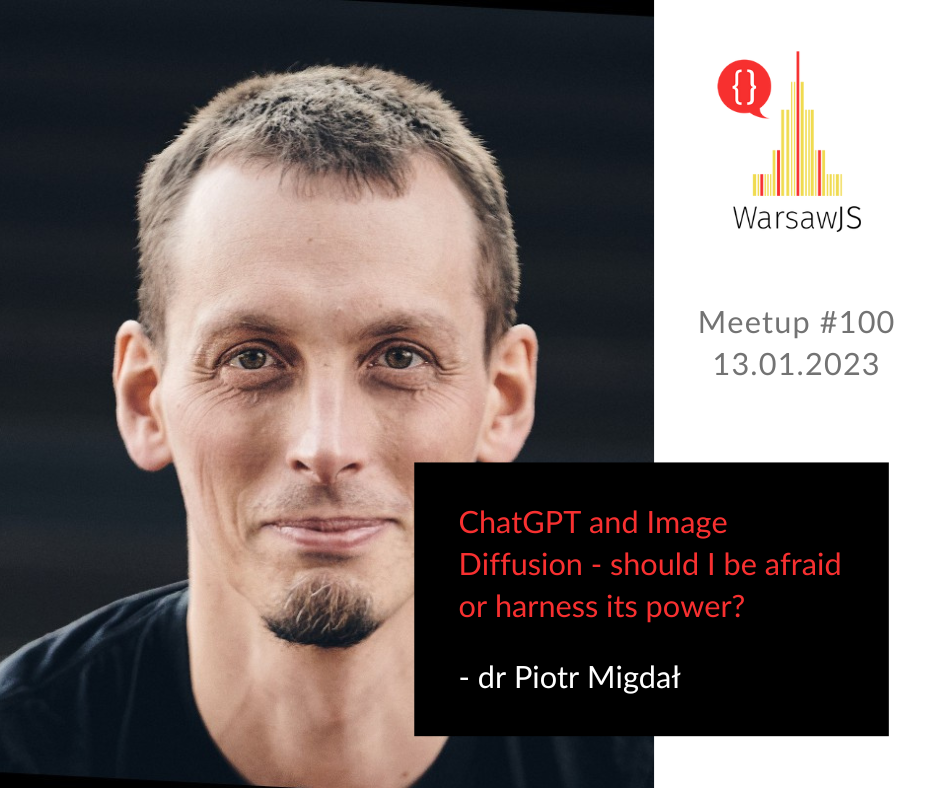 {}
WarsawJS
Meetup #100
13.01.2023
ChatGPT and Image
Diffusion - should I be afraid
or harness its power?
- dr Piotr Migdał